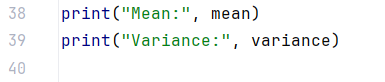 38 print("Mean:", mean)
39 print("Variance:", variance)
40